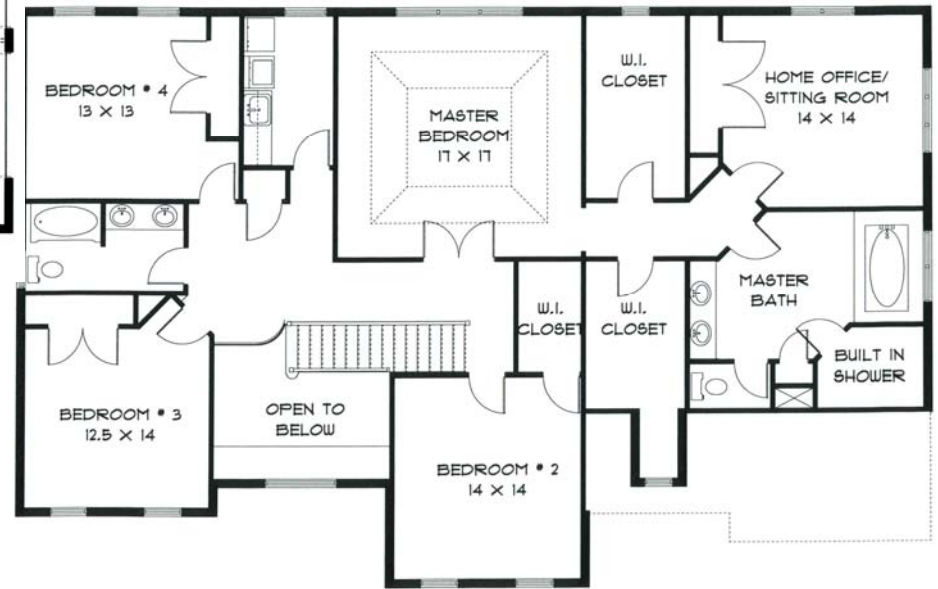 BEDROOM # 4
13 X 13
MASTER
BEDROOM
17 X 17
W.I.
CLOSET
HOME OFFICE/
SITTING ROOM
14 X 14
W.I.
CLOSET
W.I.
CLOSET
MASTER
BATH
BUILT IN
SHOWER
BEDROOM # 3
12.5 X 14
OPEN TO
BELOW
BEDROOM # 2
14 X 14